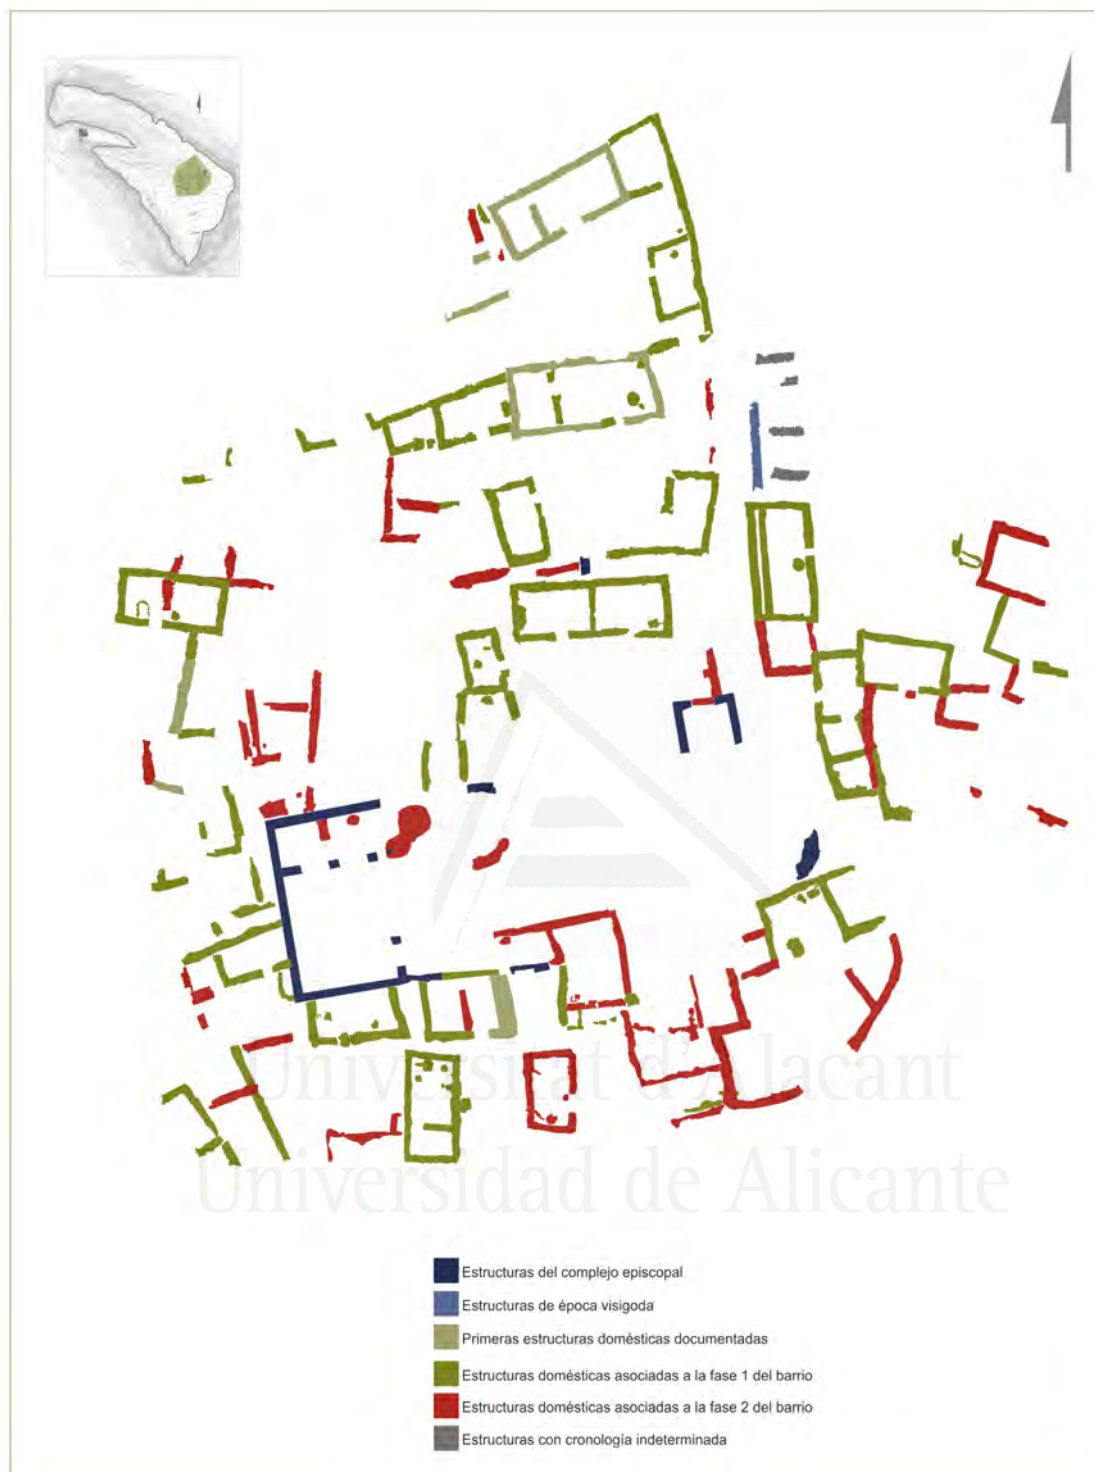 Universitat d'Alacant
Universidad de Alicante
Estructuras del complejo episcopal
Estructuras de época visigoda
Primeras estructuras domésticas documentadas
Estructuras domésticas asociadas a la fase 1 del barrio
Estructuras domésticas asociadas a la fase 2 del barrio
Estructuras con cronología indeterminada